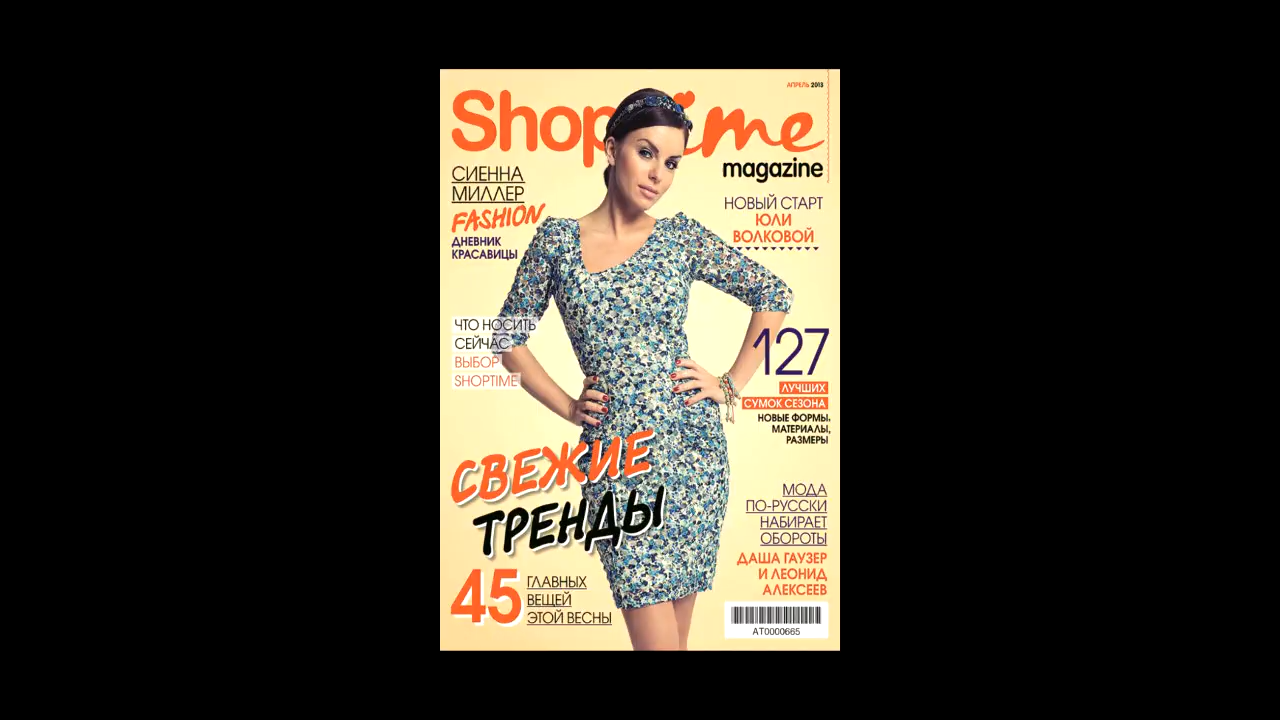 АПРЕЛЬ 2013
Shoptime
magazine
СИЕННА
МИЛЛЕР
FASHION
ДНЕВНИК
КРАСАВИЦЫ
НОВЫЙ СТАРТ
ЮЛИ
ВОЛКОВОЙ
ЧТО НОСИТЬ
СЕЙЧАС
ВЫБОР
SHOPTIME
127
ЛУЧШИХ
СУМОК СЕЗОНА
НОВЫЕ ФОРМЫ,
МАТЕРИАЛЫ,
РАЗМЕРЫ
СВЕЖИЕ
ТРЕНДЫ
45
ГЛАВНЫХ
ВЕЩЕЙ
ЭТОЙ ВЕСНЫ
МОДА
ПО-РУССКИ
НАБИРАЕТ
ОБОРОТЫ
ДАША ГАУЗЕР
И ЛЕОНИД
АЛЕКСЕЕВ
AT0000665